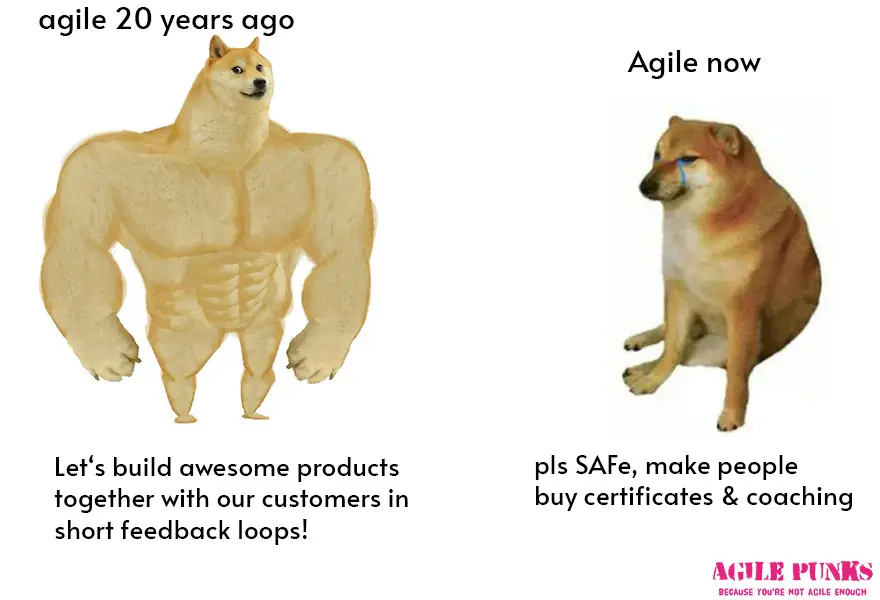 agile 20 years ago
Agile now
Let‘s build awesome products
together with our customers in
short feedback loops!
pls SAFe, make people
buy certificates & coaching
AGILE PUNKS
BECAUSE YOU'RE NOT AGILE ENOUGH